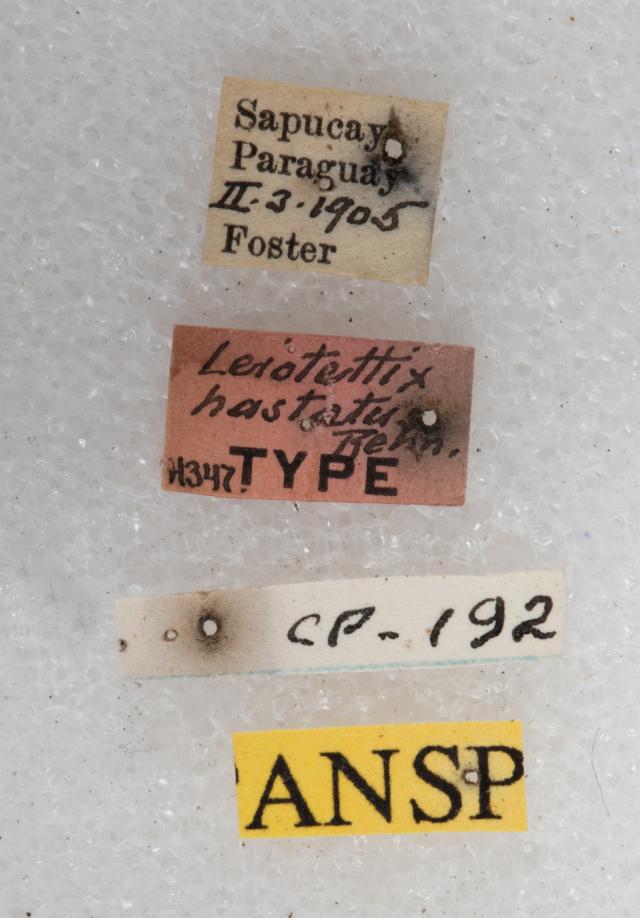 Sapucay
Paraguay
II.3.1905
Foster
Leiotettix
hastatus
Rehn.
H347. TYPE
CP-192
ANSP